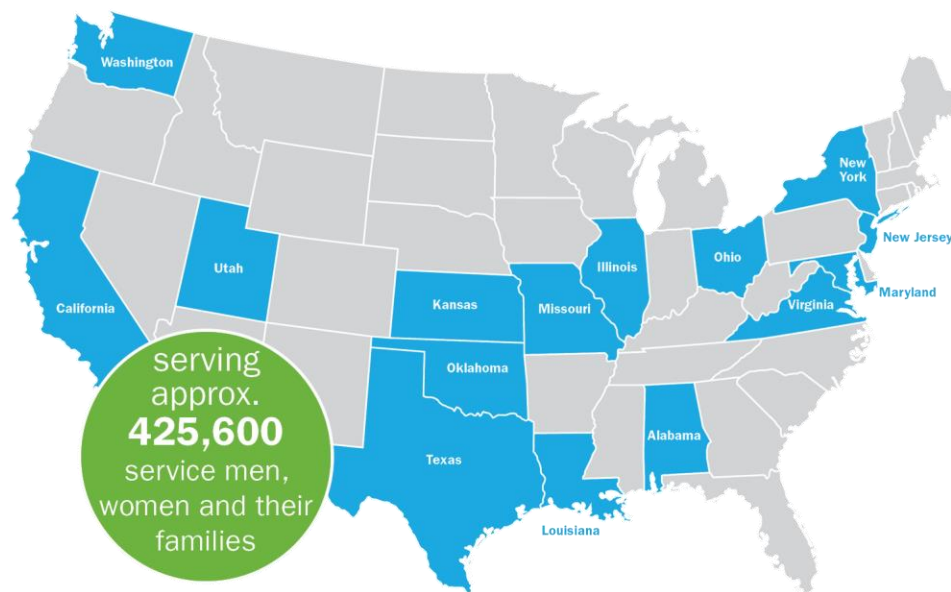 Washington
New
York
New Jersey
Utah
Illinois
Ohio
Maryland
California
Kansas
Missouri
Virginia
Oklahoma
serving
approx.
425,600
service men,
women and their
families
Texas
Alabama
Louisiana